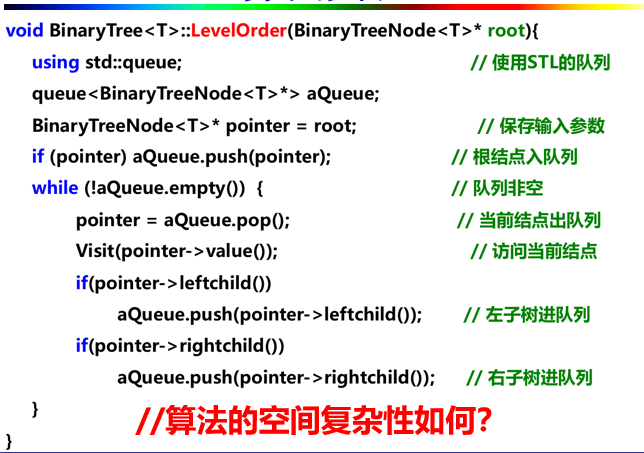 void BinaryTree<T>::LevelOrder(BinaryTreeNode<T>* root){
using std::queue; // 使用STL的队列
queue<BinaryTreeNode<T>*> aQueue;
BinaryTreeNode<T>* pointer = root; // 保存输入参数
if (pointer) aQueue.push(pointer); // 根结点入队列
while (!aQueue.empty()) { // 队列非空
pointer = aQueue.pop(); // 当前结点出队列
Visit(pointer->value()); // 访问当前结点
if(pointer->leftchild())
aQueue.push(pointer->leftchild()); // 左子树进队列
if(pointer->rightchild())
aQueue.push(pointer->rightchild()); // 右子树进队列
}
//算法的空间复杂性如何？
}